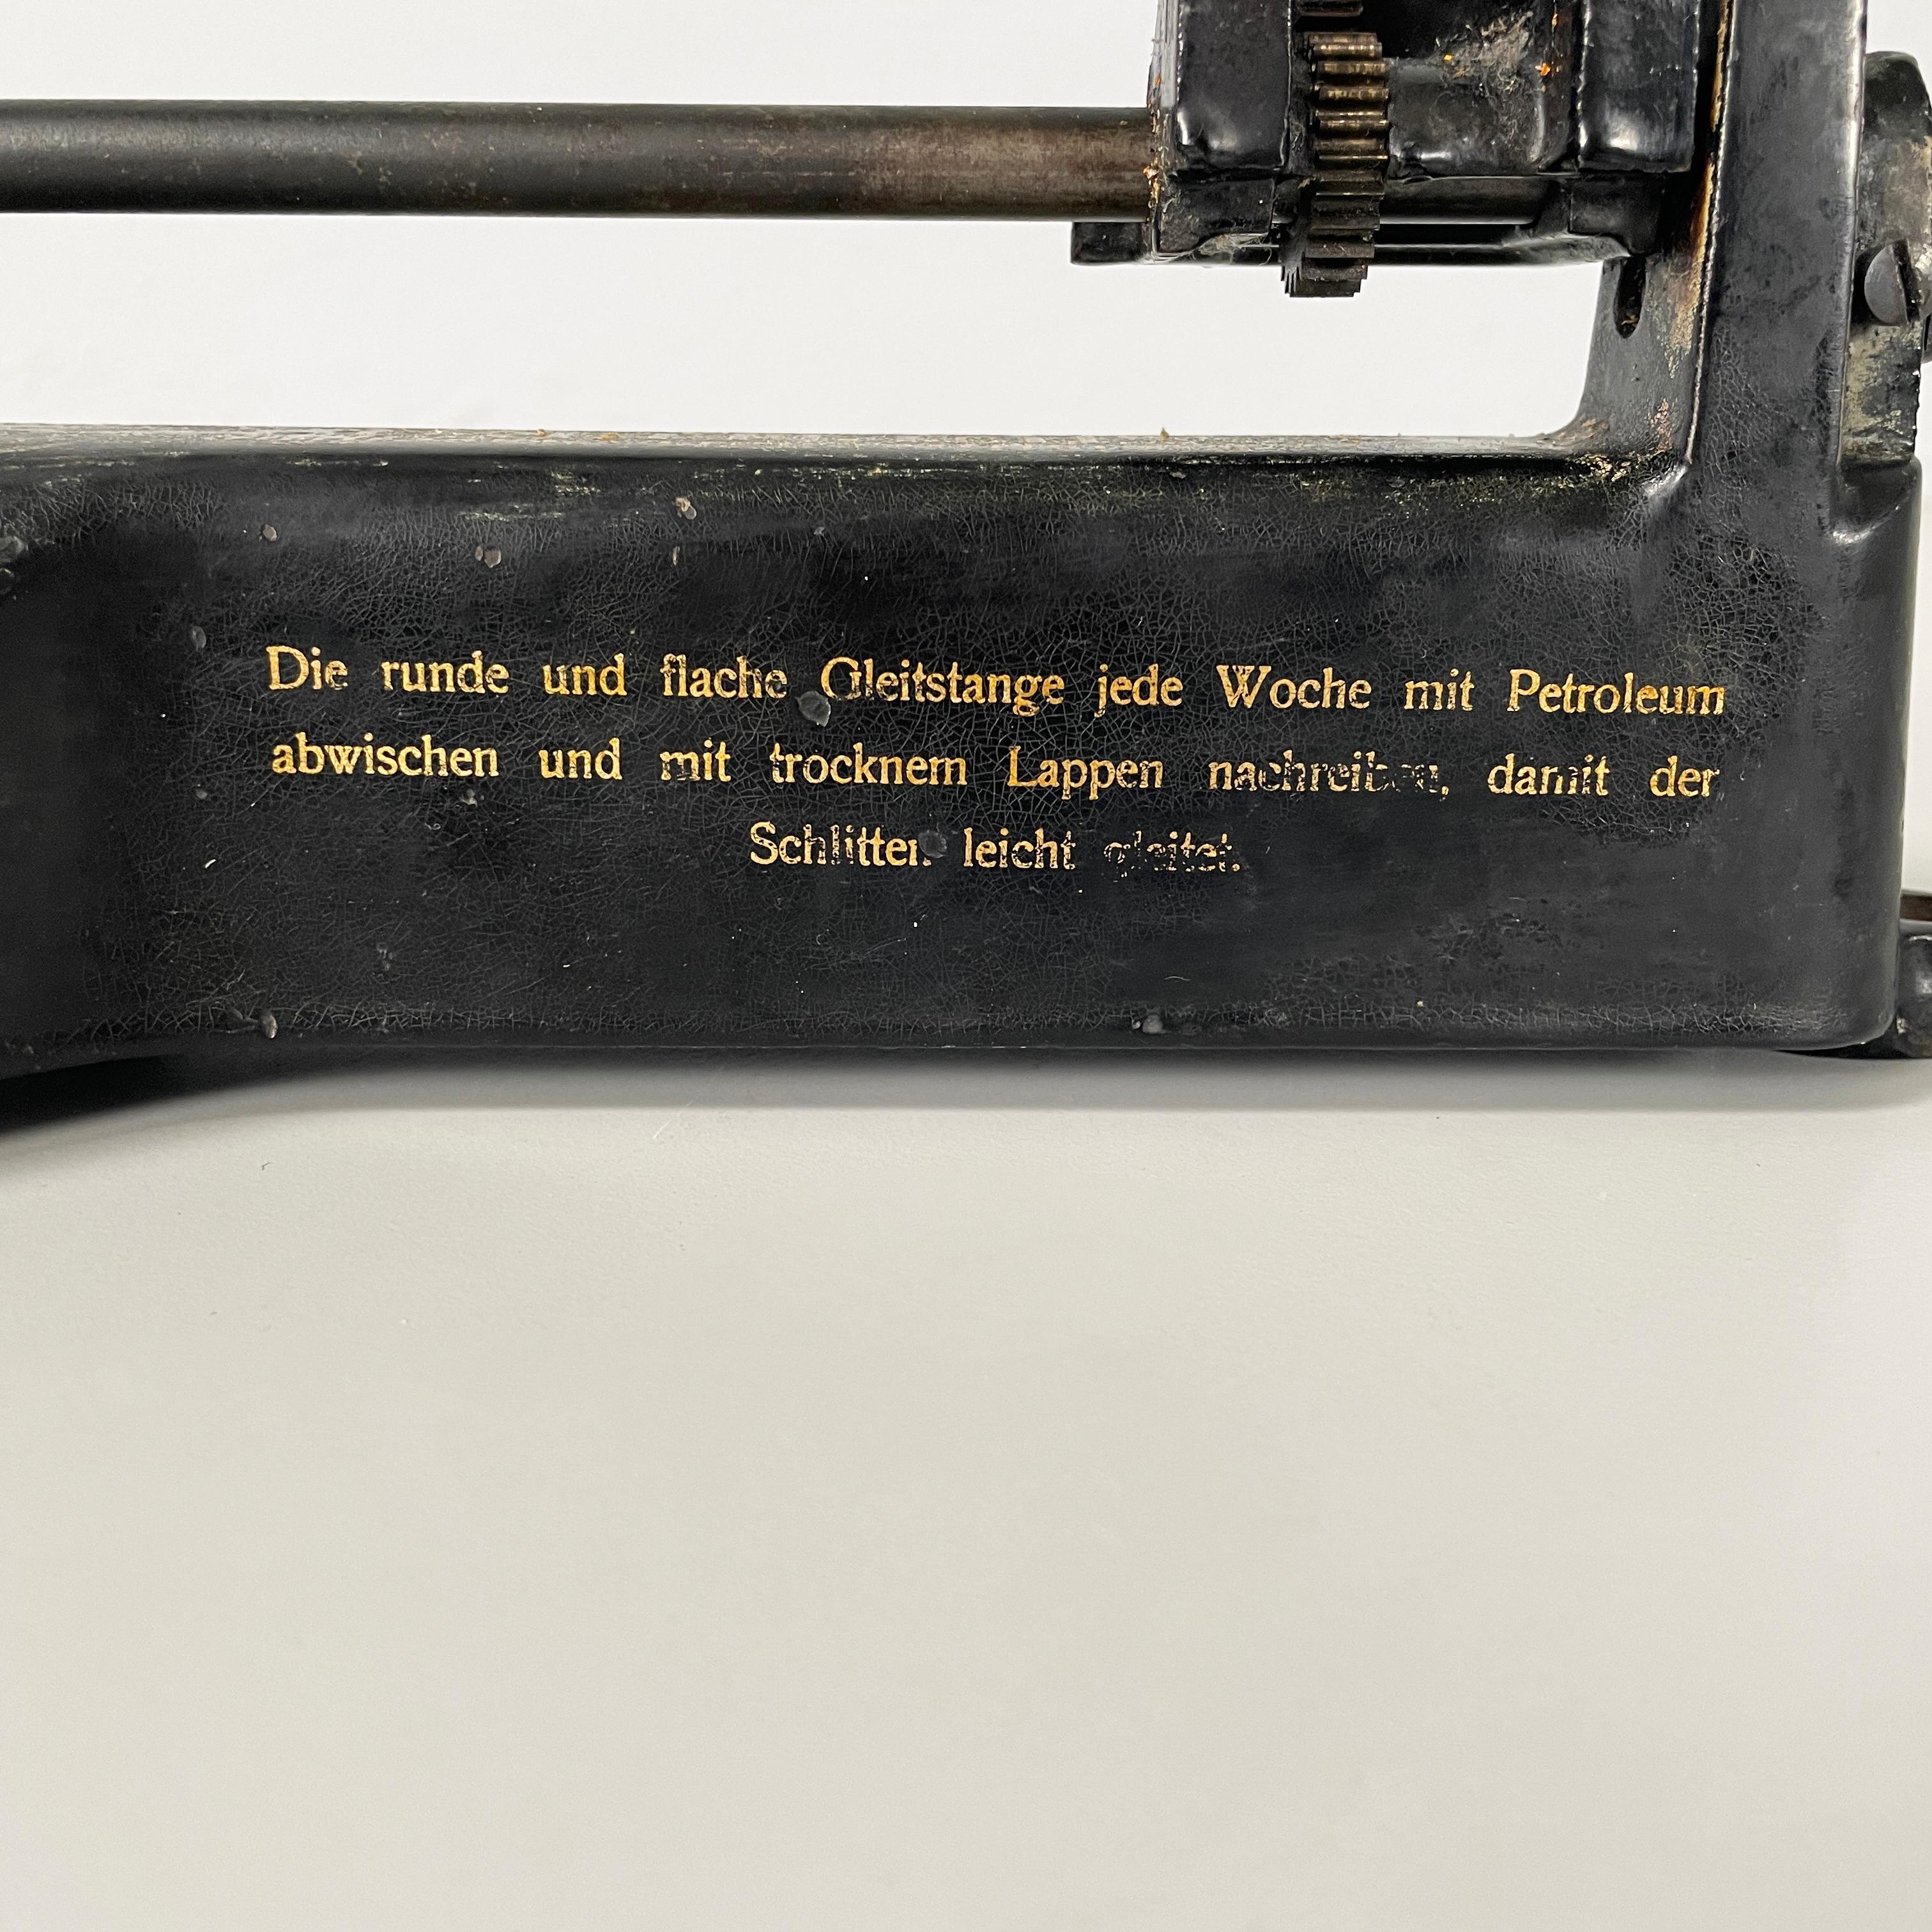 Die runde und flache Gleitstange jede Woche mit Petroleum
abwischen und mit trocknem Lappen nachreiben, damit der
Schlitten leicht gleitet.